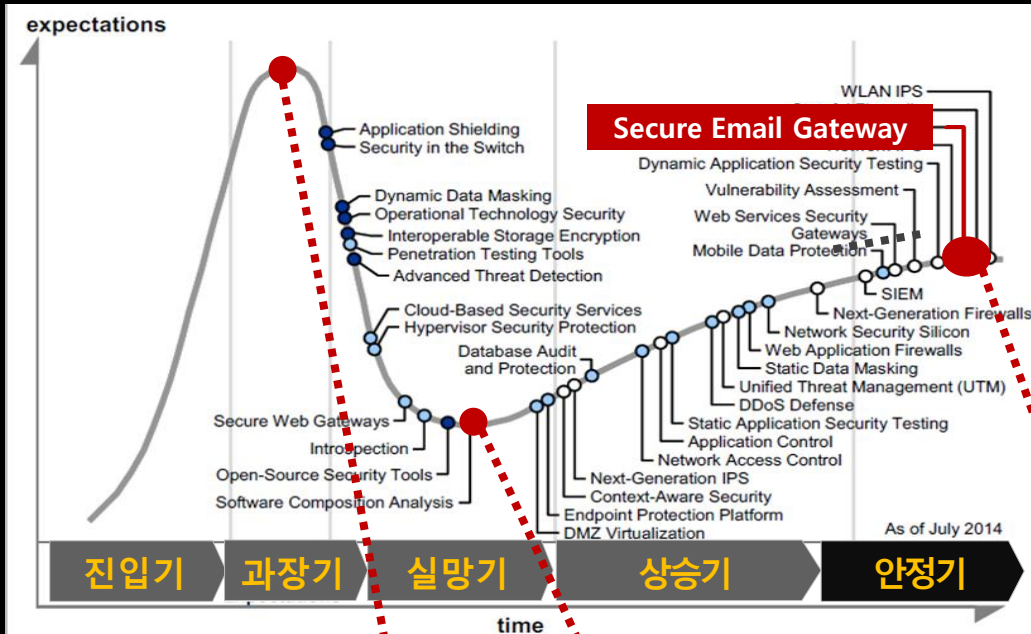 expectations
WLAN IPS
Secure Email Gateway
Dynamic Application Security Testing
Vulnerability Assessment
Web Services Security
Gateways
Mobile Data Protection
Application Shielding
Security in the Switch
Dynamic Data Masking
Operational Technology Security
Interoperable Storage Encryption
Penetration Testing Tools
Advanced Threat Detection
SIEM
Next-Generation Firewalls
Cloud-Based Security Services
Hypervisor Security Protection
Network Security Silicon
Database Audit
and Protection
Web Application Firewalls
Static Data Masking
Unified Threat Management (UTM)
DDoS Defense
Secure Web Gateways
Static Application Security Testing
Introspection
Application Control
Open-Source Security Tools
Network Access Control
Next-Generation IPS
Software Composition Analysis
Context-Aware Security
Endpoint Protection Platform
DMZ Virtualization
As of July 2014
진입기
과장기
실망기
상승기
안정기
time